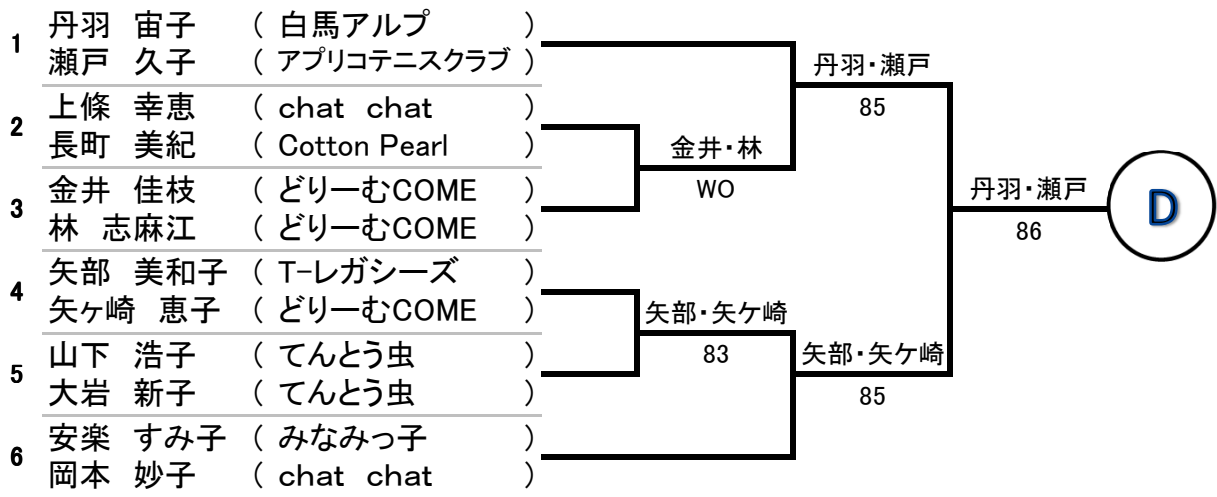 1
丹羽 宙子 ( 白馬アルプ )
瀬戸 久子 ( アプリコテニスクラブ )
2
上條 幸恵 ( chat chat )
長町 美紀 ( Cotton Pearl )
3
金井 佳枝 ( どりーむCOME )
林 志麻江 ( どりーむCOME )
4
矢部 美和子 ( T-レガシーズ )
矢ヶ崎 恵子 ( どりーむCOME )
5
山下 浩子 ( てんとう虫 )
大岩 新子 ( てんとう虫 )
6
安楽 すみ子 ( みなみっ子 )
岡本 妙子 ( chat chat )
金井・林
WO
矢部・矢ケ崎
83
丹羽・瀬戸
85
矢部・矢ケ崎
85
丹羽・瀬戸
86
D